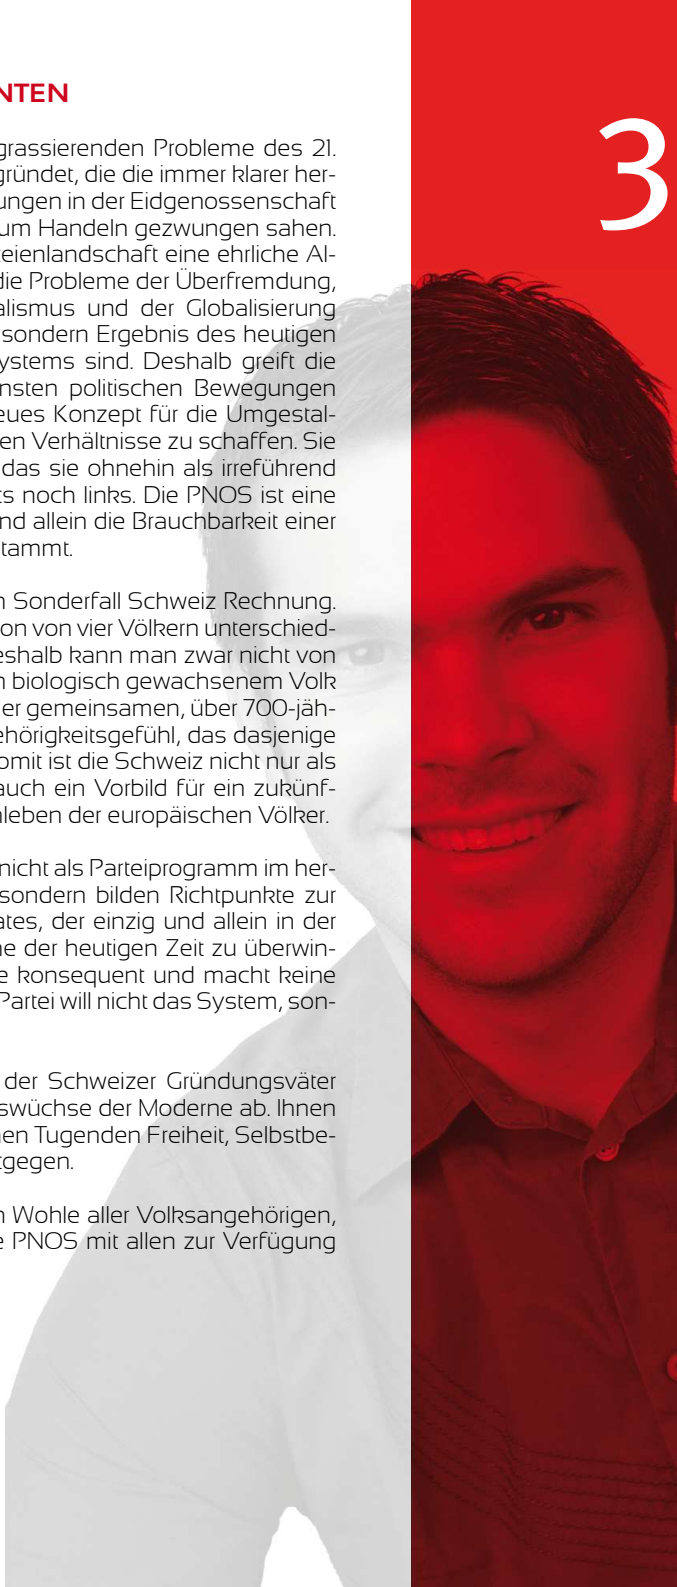 NTEN
3
grassierenden Probleme des 21.
gründet, die die immer klarer her-
ungen in der Eidgenossenschaft
um Handeln gezwungen sahen.
eienlandschaft eine ehrliche Al-
die Probleme der Überfremdung,
alismus und der Globalisierung
sondern Ergebnis des heutigen
ystems sind. Deshalb greift die
nsten politischen Bewegungen
eues Konzept für die Umgestal-
en Verhältnisse zu schaffen. Sie
das sie ohnehin als irreführend
ts noch links. Die PNOS ist eine
nd allein die Brauchbarkeit einer
stammt.
n Sonderfall Schweiz Rechnung.
on von vier Völkern unterschied-
eshalb kann man zwar nicht von
n biologisch gewachsenem Volk
er gemeinsamen, über 700-jäh-
ehörigkeitsgefühl, das dasjenige
omit ist die Schweiz nicht nur als
auch ein Vorbild für ein zukünf-
nleben der europäischen Völker.
nicht als Parteiprogramm im her-
sondern bilden Richtpunkte zur
ates, der einzig und allein in der
ne der heutigen Zeit zu überwin-
e konsequent und macht keine
Partei will nicht das System, son-
der Schweizer Gründungsväter
swüchse der Moderne ab. Ihnen
nen Tugenden Freiheit, Selbstbe-
tgegen.
n Wohle aller Volksangehörigen,
e PNOS mit allen zur Verfügung